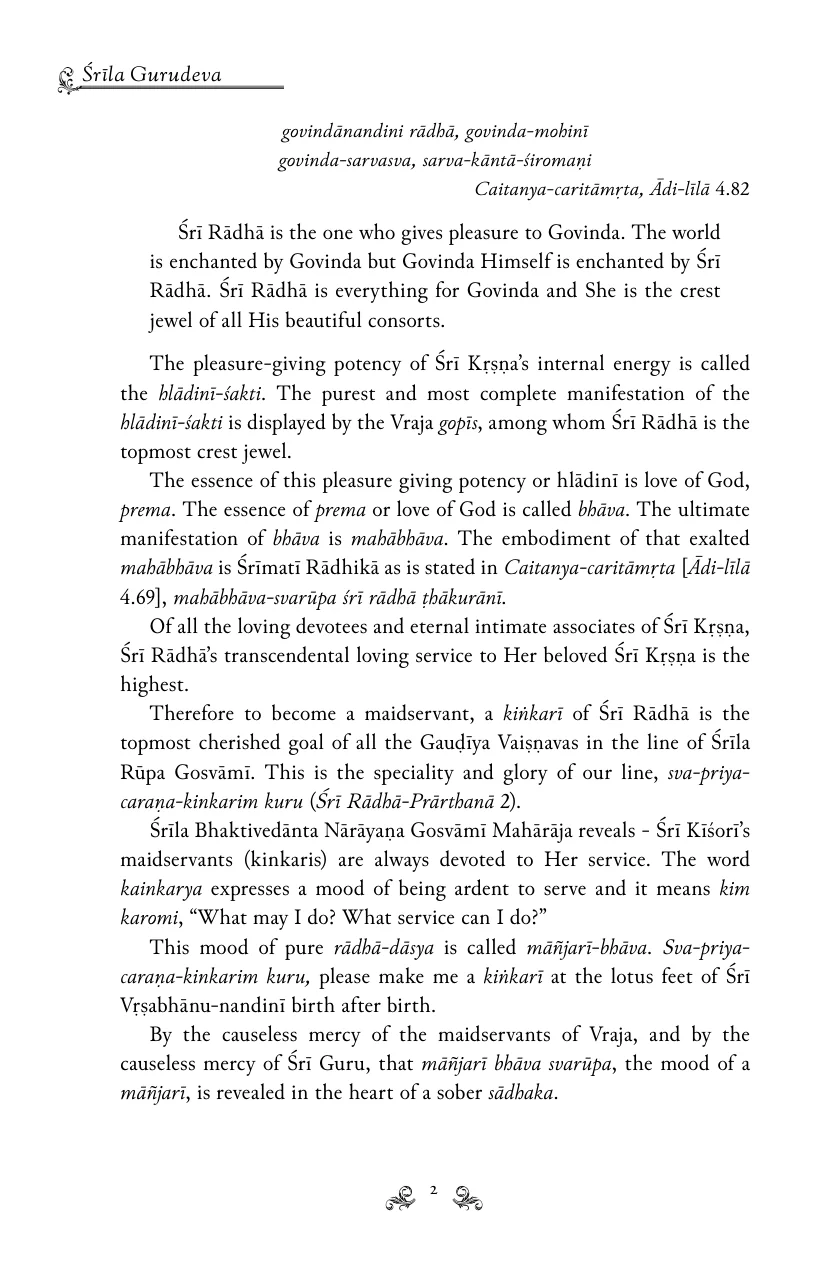 Śrīla Gurudeva
govindānandini rādhā, govinda-mohinī
govinda-sarvasva, sarva-kāntā-śiromaṇi
Caitanya-caritāmṛta, Ādi-līlā 4.82
Śrī Rādhā is the one who gives pleasure to Govinda. The world
is enchanted by Govinda but Govinda Himself is enchanted by Śrī
Rādhā. Śrī Rādhā is everything for Govinda and She is the crest
jewel of all His beautiful consorts.
The pleasure-giving potency of Śrī Kṛṣṇa’s internal energy is called
the hlādinī-śakti. The purest and most complete manifestation of the
hlādinī-śakti is displayed by the Vraja gopīs, among whom Śrī Rādhā is the
topmost crest jewel.
The essence of this pleasure giving potency or hlādinī is love of God,
prema. The essence of prema or love of God is called bhāva. The ultimate
manifestation of bhāva is mahābhāva. The embodiment of that exalted
mahābhāva is Śrīmatī Rādhikā as is stated in Caitanya-caritāmṛta [Ādi-līlā
4.69], mahābhāva-svarūpa śrī rādhā ṭhākurānī.
Of all the loving devotees and eternal intimate associates of Śrī Kṛṣṇa,
Śrī Rādhā’s transcendental loving service to Her beloved Śrī Kṛṣṇa is the
highest.
Therefore to become a maidservant, a kiṅkarī of Śrī Rādhā is the
topmost cherished goal of all the Gauḍīya Vaiṣṇavas in the line of Śrīla
Rūpa Gosvāmī. This is the speciality and glory of our line, sva-priya-
caraṇa-kinkarim kuru (Śrī Rādhā-Prārthanā 2).
Śrīla Bhaktivedānta Nārāyaṇa Gosvāmī Mahārāja reveals - Śrī Kīśorī’s
maidservants (kinkaris) are always devoted to Her service. The word
kainkarya expresses a mood of being ardent to serve and it means kim
karomi, “What may I do? What service can I do?”
This mood of pure rādhā-dāsya is called māñjarī-bhāva. Sva-priya-
caraṇa-kinkarim kuru, please make me a kiṅkarī at the lotus feet of Śrī
Vṛṣabhānu-nandinī birth after birth.
By the causeless mercy of the maidservants of Vraja, and by the
causeless mercy of Śrī Guru, that māñjarī bhāva svarūpa, the mood of a
māñjarī, is revealed in the heart of a sober sādhaka.
2